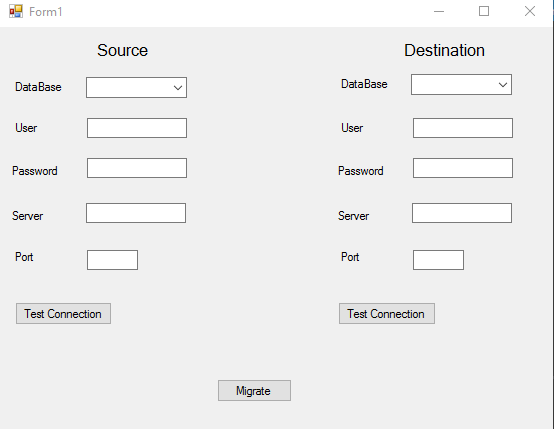 Form1
Source Destination
DataBase DataBase
User User
Password Password
Server Server
Port Port
Test Connection Test Connection
Migrate